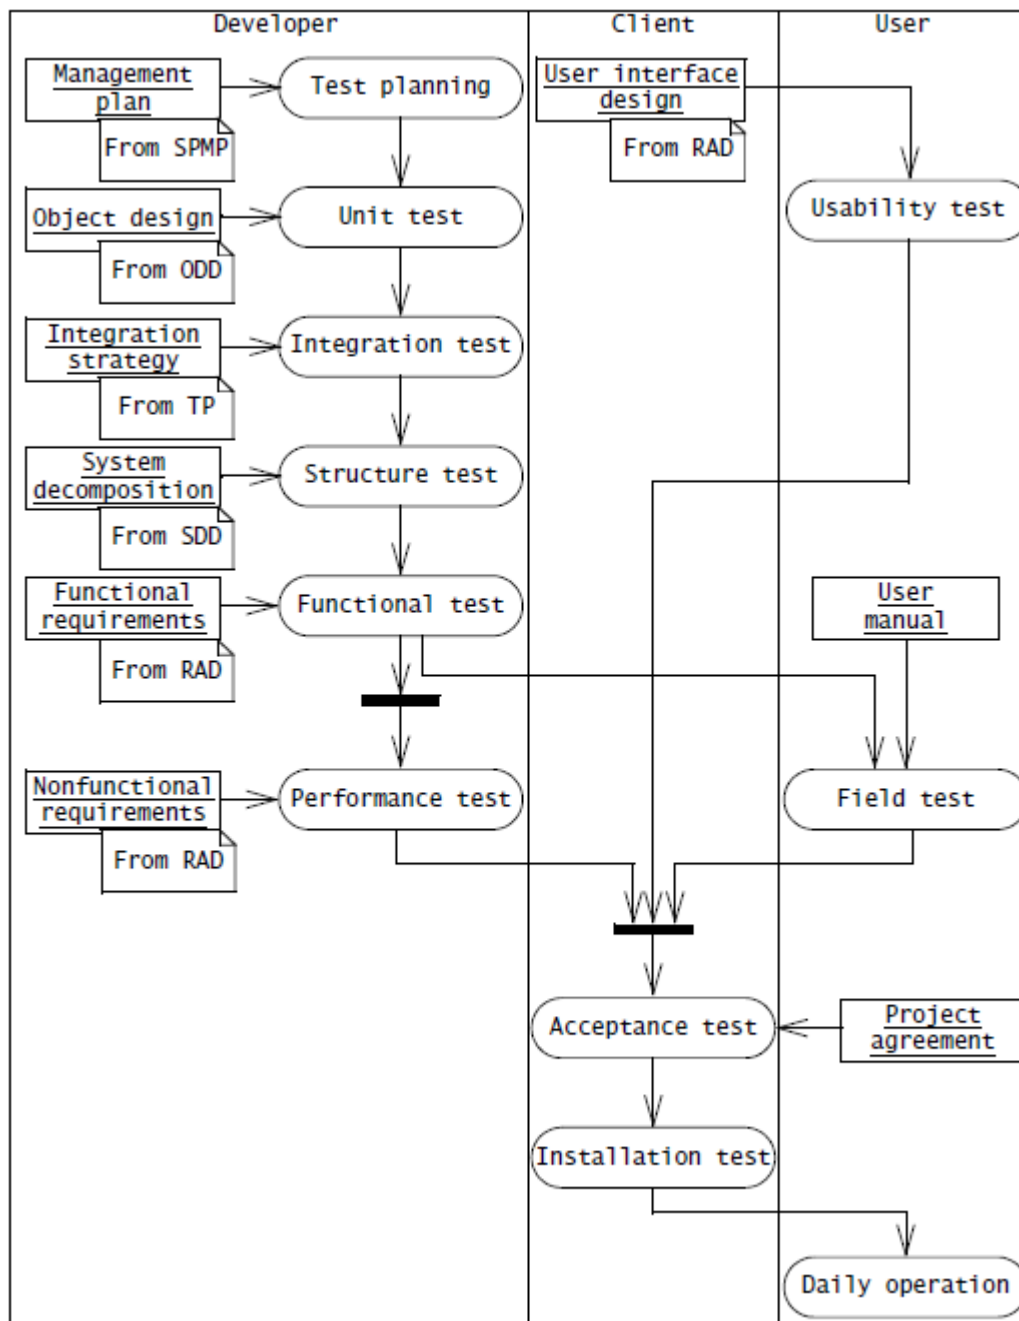 Developer
Client
User
Management
plan
From SPMP
Test planning
User interface
design
From RAD
Object design
From ODD
Unit test
Usability test
Integration
strategy
From TP
Integration test
System
decomposition
From SDD
Structure test
Functional
requirements
From RAD
Functional test
User
manual
Nonfunctional
requirements
From RAD
Performance test
Field test
Acceptance test
Project
agreement
Installation test
Daily operation